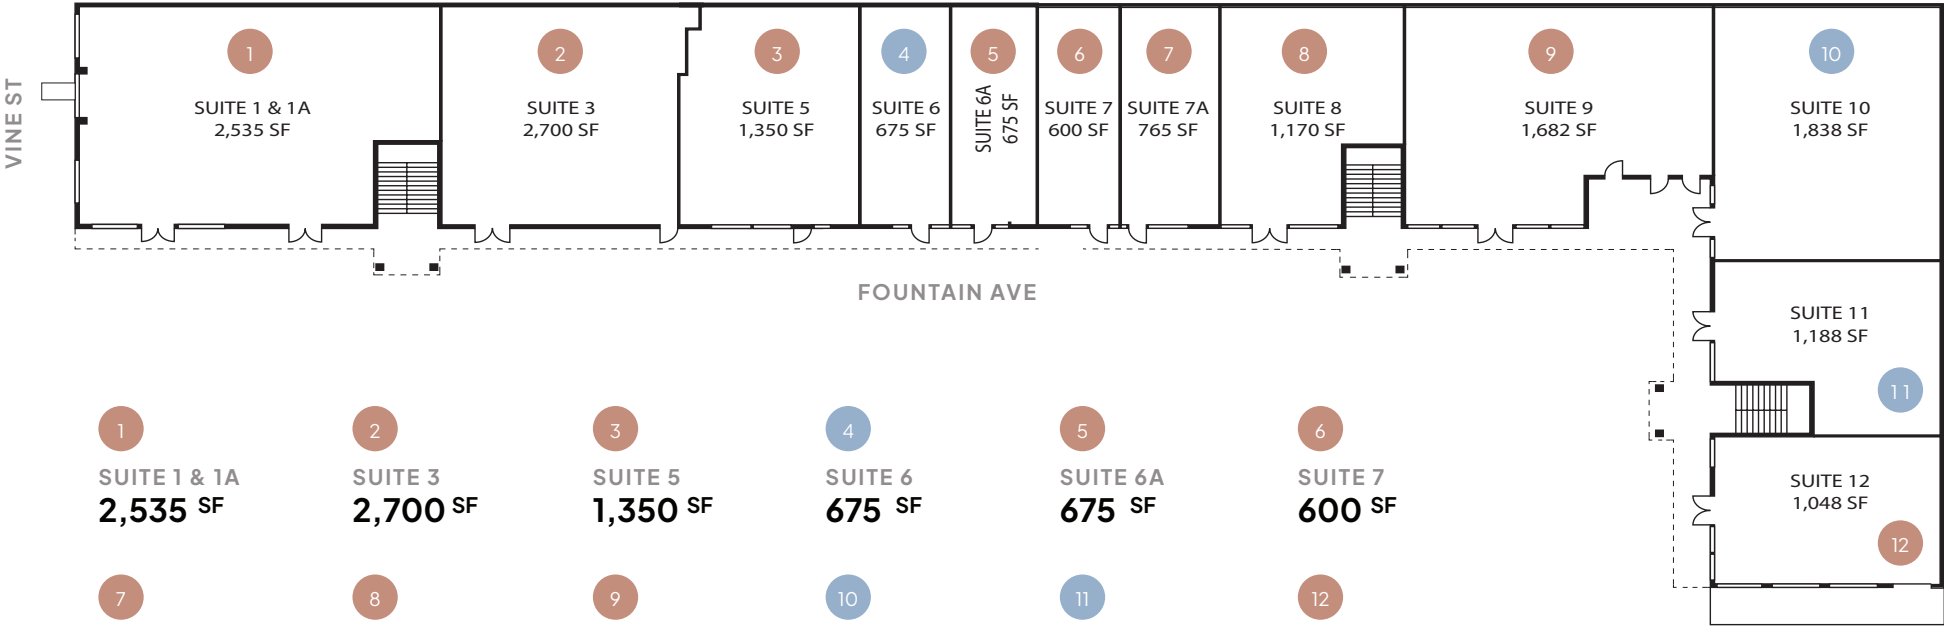 VINE ST
1
SUITE 1 & 1A
2,535 SF
2
SUITE 3
2,700 SF
3
SUITE 5
1,350 SF
4
SUITE 6
675 SF
5
SUITE 6A
675 SF
6
SUITE 7
600 SF
7
SUITE 7A
765 SF
8
SUITE 8
1,170 SF
9
SUITE 9
1,682 SF
10
SUITE 10
1,838 SF
FOUNTAIN AVE
SUITE 11
1,188 SF
11
SUITE 12
1,048 SF
12
1
SUITE 1 & 1A
2,535 SF
2
SUITE 3
2,700 SF
3
SUITE 5
1,350 SF
4
SUITE 6
675 SF
5
SUITE 6A
675 SF
6
SUITE 7
600 SF
7
8
9
10
11
12